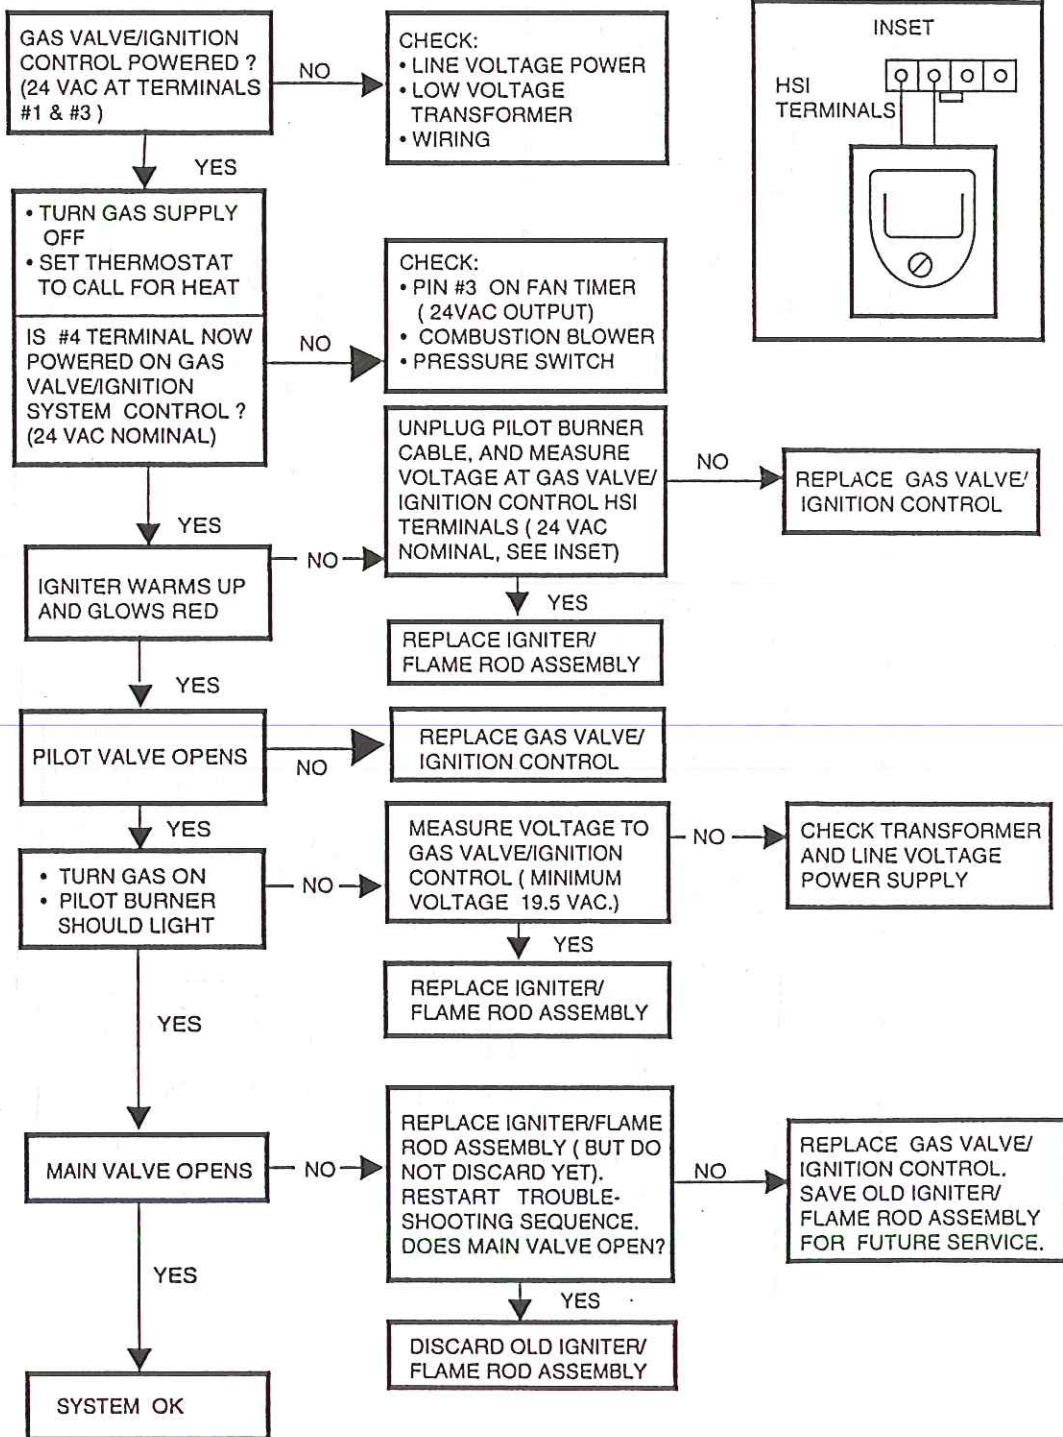 GAS VALVE/IGNITION
CONTROL POWERED ?
(24 VAC AT TERMINALS
#1 & #3 )
NO
CHECK:
• LINE VOLTAGE POWER
• LOW VOLTAGE
TRANSFORMER
• WIRING
INSET
HSI
TERMINALS
YES
• TURN GAS SUPPLY
OFF
• SET THERMOSTAT
TO CALL FOR HEAT
IS #4 TERMINAL NOW
POWERED ON GAS
VALVE/IGNITION
SYSTEM CONTROL ?
(24 VAC NOMINAL)
NO
CHECK:
• PIN #3 ON FAN TIMER
( 24VAC OUTPUT)
• COMBUSTION BLOWER
• PRESSURE SWITCH
YES
IGNITER WARMS UP
AND GLOWS RED
NO
UNPLUG PILOT BURNER
CABLE, AND MEASURE
VOLTAGE AT GAS VALVE/
IGNITION CONTROL HSI
TERMINALS ( 24 VAC
NOMINAL, SEE INSET)
NO
REPLACE GAS VALVE/
IGNITION CONTROL
YES
REPLACE IGNITER/
FLAME ROD ASSEMBLY
YES
PILOT VALVE OPENS
NO
REPLACE GAS VALVE/
IGNITION CONTROL
YES
• TURN GAS ON
• PILOT BURNER
SHOULD LIGHT
NO
MEASURE VOLTAGE TO
GAS VALVE/IGNITION
CONTROL ( MINIMUM
VOLTAGE 19.5 VAC.)
NO
CHECK TRANSFORMER
AND LINE VOLTAGE
POWER SUPPLY
YES
REPLACE IGNITER/
FLAME ROD ASSEMBLY
YES
MAIN VALVE OPENS
NO
REPLACE IGNITER/FLAME
ROD ASSEMBLY ( BUT DO
NOT DISCARD YET).
RESTART TROUBLE-
SHOOTING SEQUENCE.
DOES MAIN VALVE OPEN?
NO
REPLACE GAS VALVE/
IGNITION CONTROL.
SAVE OLD IGNITER/
FLAME ROD ASSEMBLY
FOR FUTURE SERVICE.
YES
DISCARD OLD IGNITER/
FLAME ROD ASSEMBLY
YES
SYSTEM OK